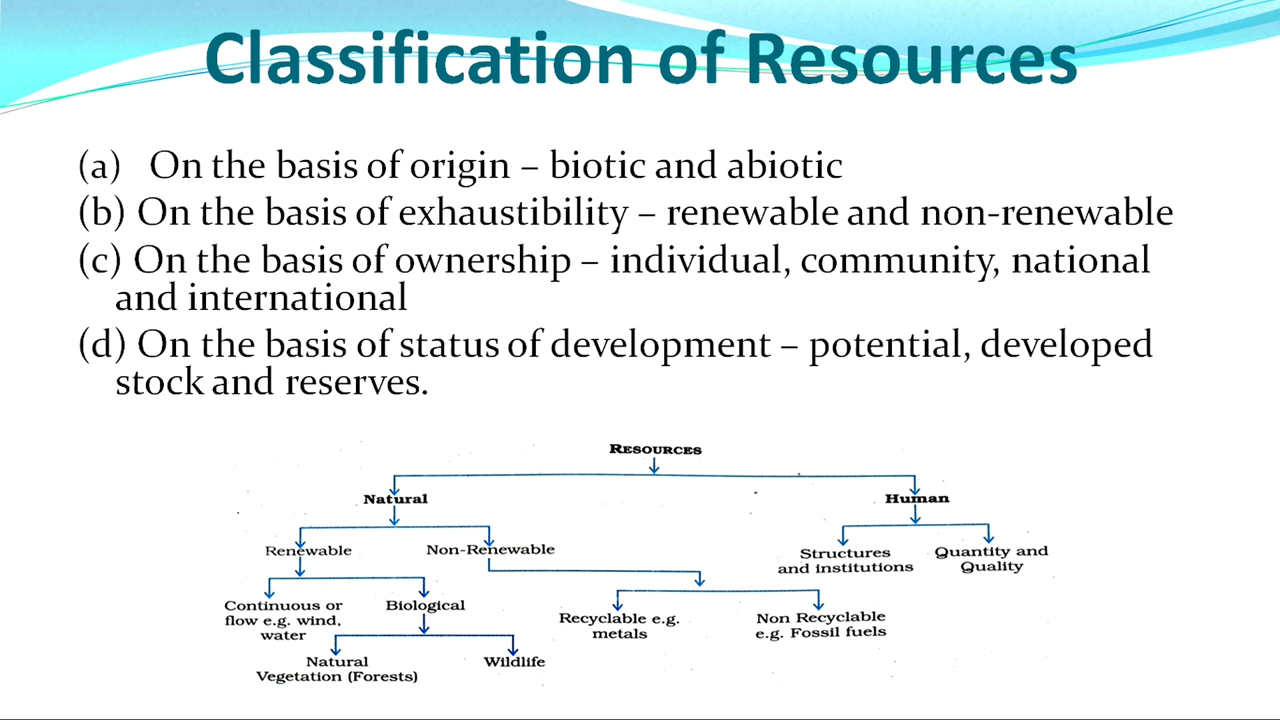 Classification of Resources
(a) On the basis of origin – biotic and abiotic
(b) On the basis of exhaustibility – renewable and non-renewable
(c) On the basis of ownership – individual, community, national
and international
(d) On the basis of status of development – potential, developed
stock and reserves.
RESOURCES
Natural
Human
Renewable
Non-Renewable
Structures
and institutions
Quantity and
Quality
Continuous or
flow e.g. wind,
water
Biological
Recyclable e.g.
metals
Non Recyclable
e.g. Fossil fuels
Natural
Vegetation (Forests)
Wildlife